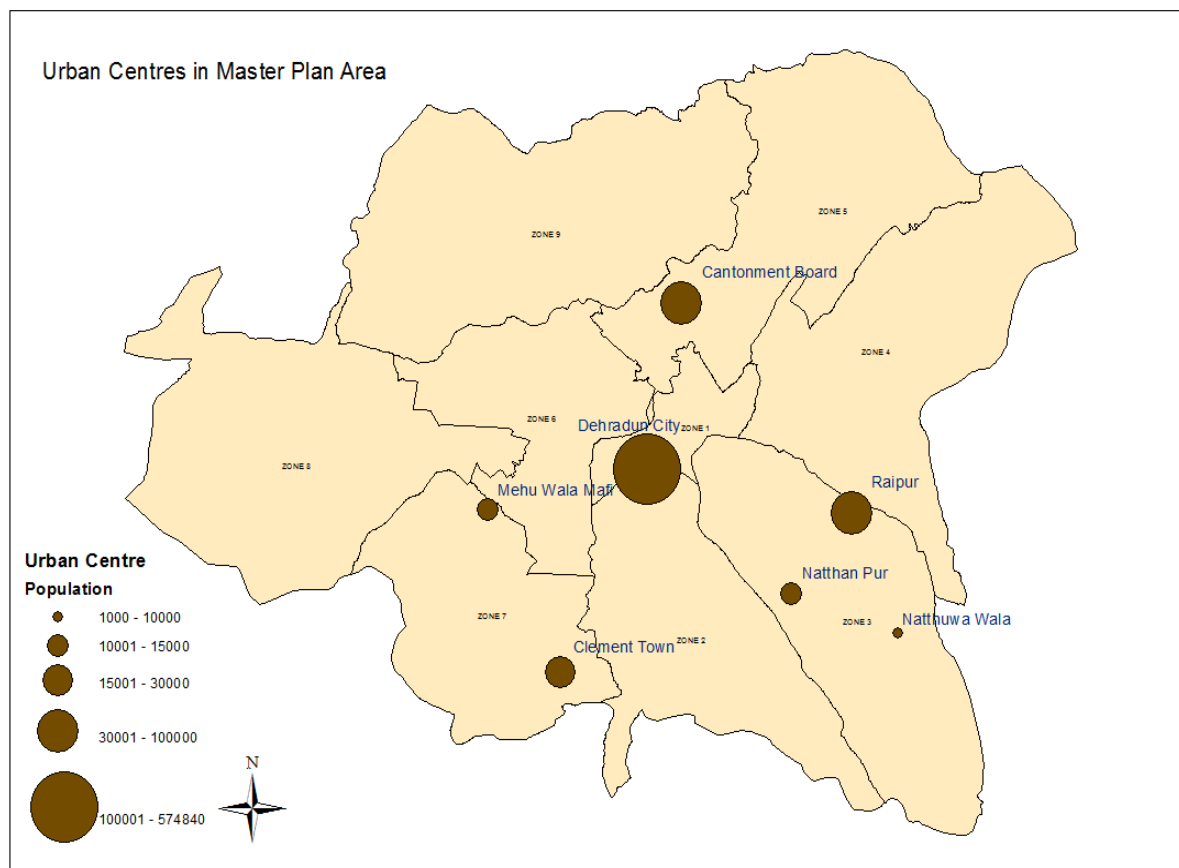 Urban Centres in Master Plan Area
ZONE 5
ZONE 9
Cantonment Board
ZONE 4
ZONE 6
Dehradun City
ZONE 1
ZONE 8
Mehu Wala Mafi
Raipur
Natthan Pur
ZONE 7
ZONE 3
Natthuwa Wala
ZONE 2
Clement Town
Urban Centre
Population
1000 - 10000
10001 - 15000
15001 - 30000
30001 - 100000
100001 - 574840
N